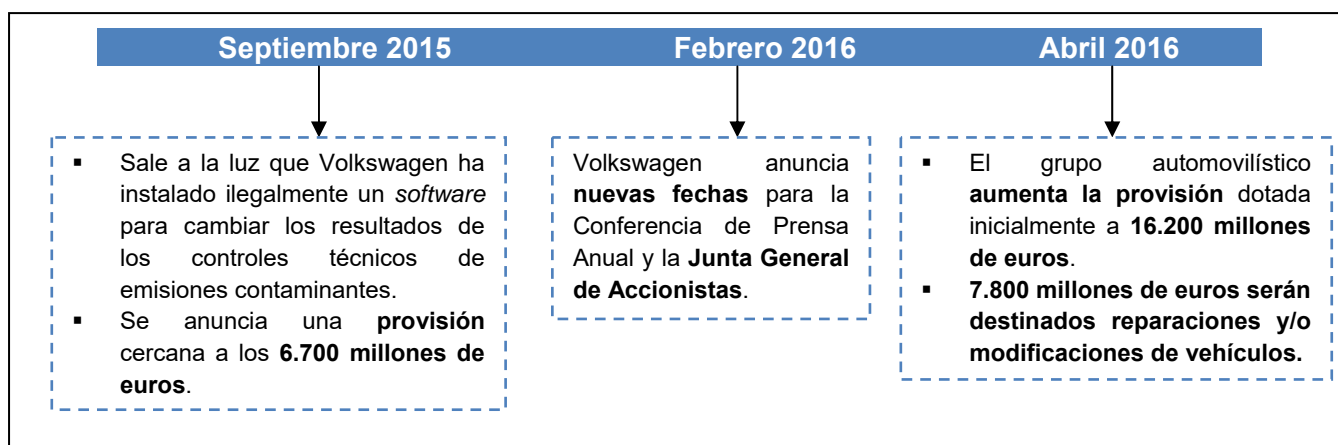 Septiembre 2015
Febrero 2016
Abril 2016
▪ Sale a la luz que Volkswagen ha
instalado ilegalmente un software
para cambiar los resultados de
los controles técnicos de
emisiones contaminantes.
▪ Se anuncia una provisión
cercana a los 6.700 millones de
euros.
Volkswagen anuncia
nuevas fechas para la
Conferencia de Prensa
Anual y la Junta General
de Accionistas.
▪ El grupo automovilístico
aumenta la provisión dotada
inicialmente a 16.200 millones
de euros.
▪ 7.800 millones de euros serán
destinados reparaciones y/o
modificaciones de vehículos.